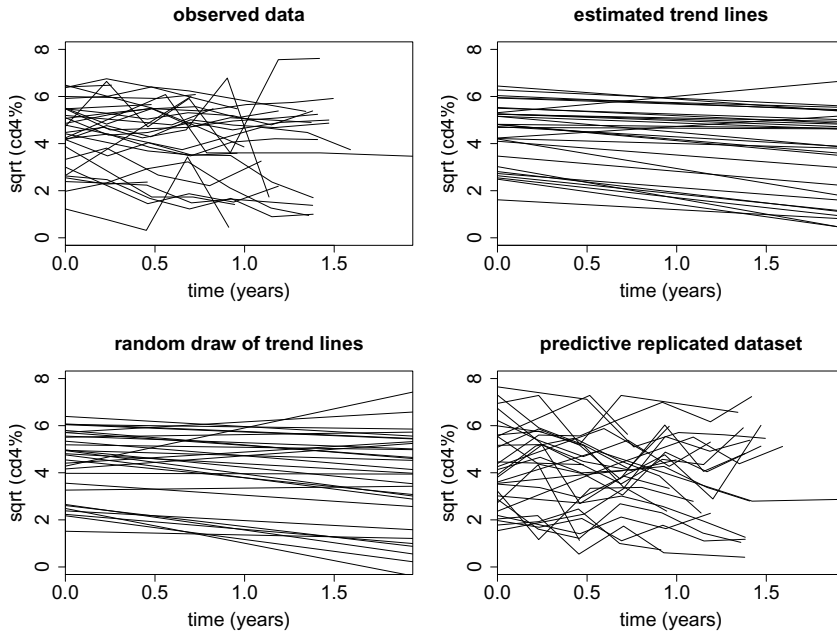 observed data
sqrt (cd4%)
8
6
4
2
0
0.0 0.5 1.0 1.5
time (years)
estimated trend lines
sqrt (cd4%)
8
6
4
2
0
0.0 0.5 1.0 1.5
time (years)
random draw of trend lines
sqrt (cd4%)
8
6
4
2
0
0.0 0.5 1.0 1.5
time (years)
predictive replicated dataset
sqrt (cd4%)
8
6
4
2
0
0.0 0.5 1.0 1.5
time (years)